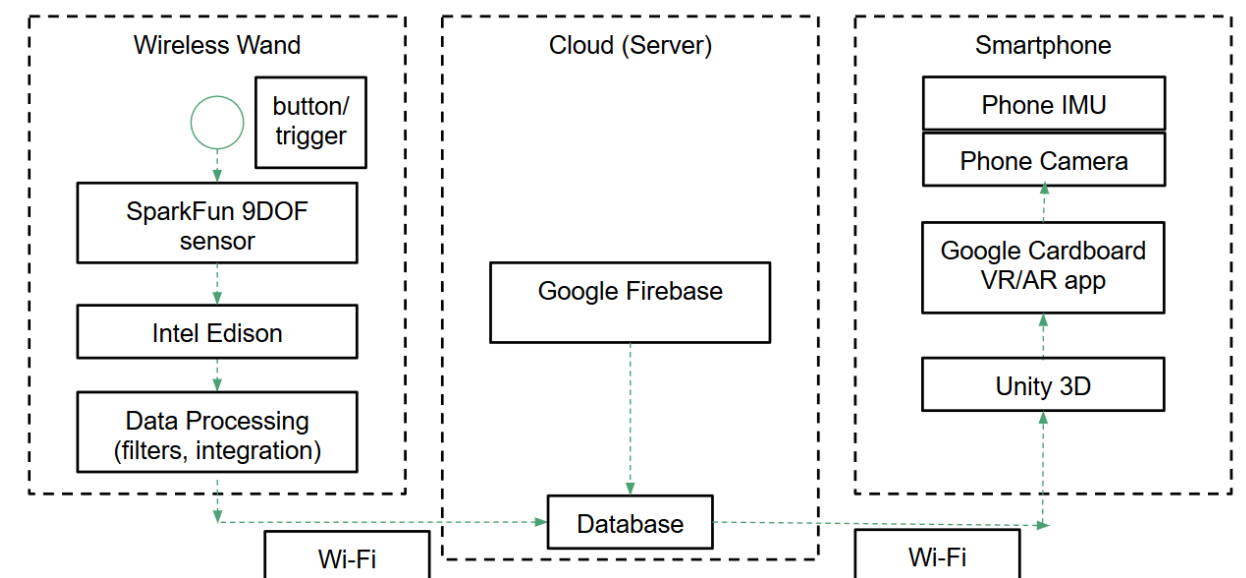 Wireless Wand
button/
trigger
SparkFun 9DOF
sensor
Intel Edison
Data Processing
(filters, integration)
Wi-Fi
Cloud (Server)
Google Firebase
Database
Wi-Fi
Smartphone
Phone IMU
Phone Camera
Google Cardboard
VR/AR app
Unity 3D